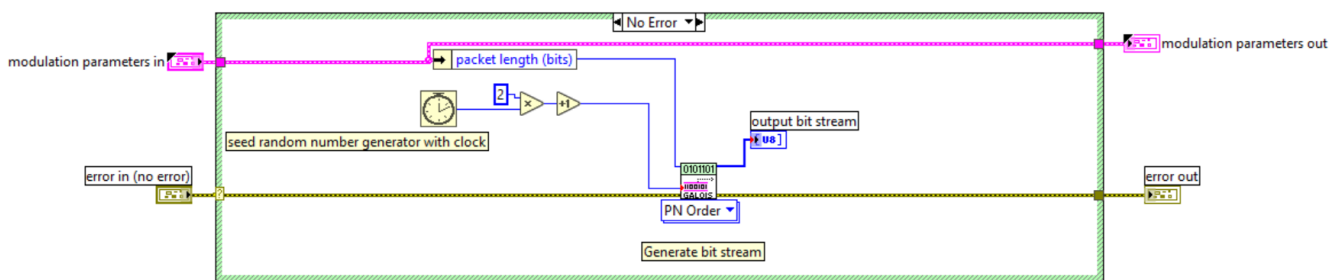 No Error
modulation parameters in
modulation parameters out
packet length (bits)
2
x
+1
seed random number generator with clock
output bit stream
U8]
error in (no error)
?
0101101
GALOIS
error out
PN Order
Generate bit stream